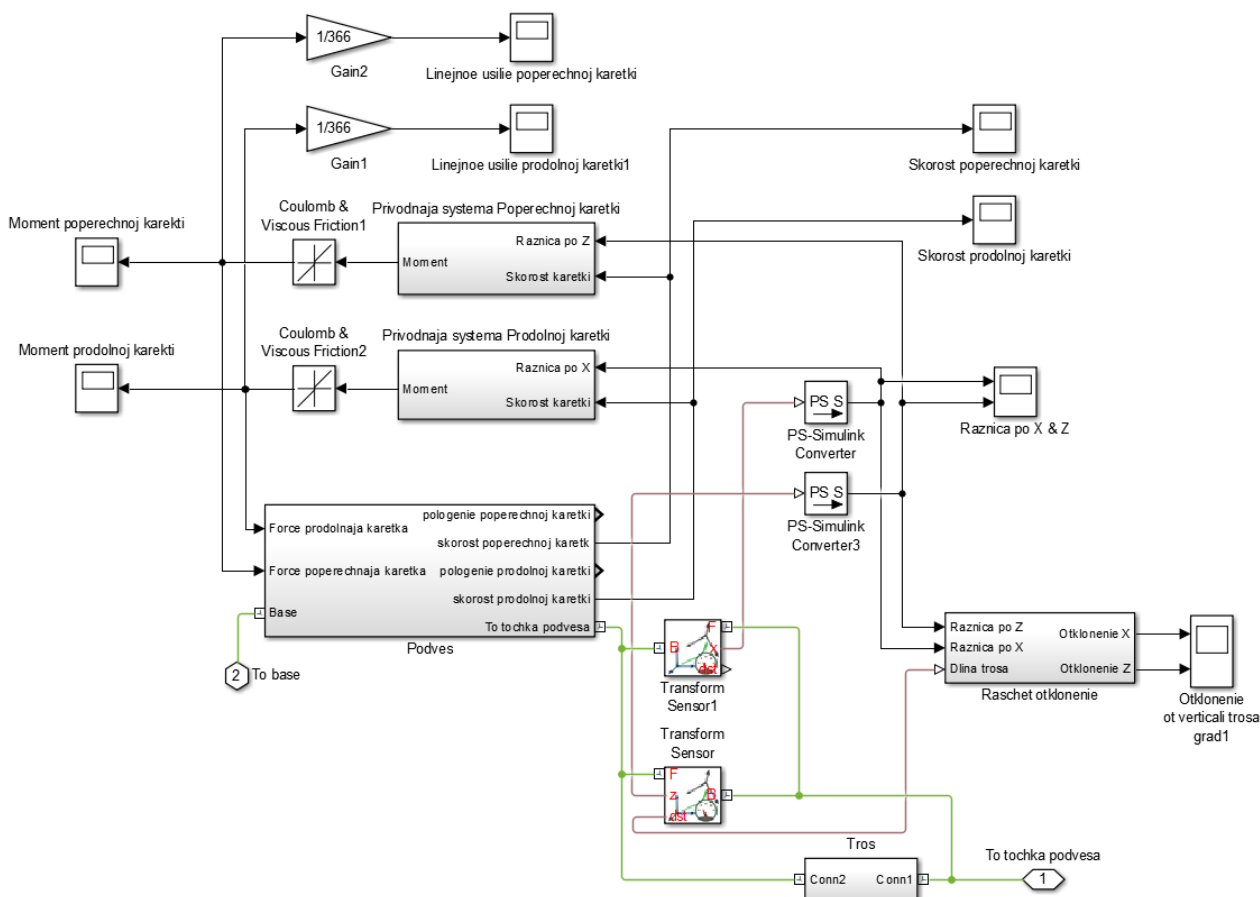 1/366
Gain2
Linejnoe usilie poperechnoj karetki
1/366
Gain1
Linejnoe usilie prodolnoj karetki1
Skorost poperechnoj karetki
Skorost prodolnoj karetki
Moment poperechnoj karekti
Coulomb &
Viscous Friction1
Privodnaja systema Poperechnoj karetki
Raznica po Z
Moment
Skorost karetki
Moment prodolnoj karekti
Coulomb &
Viscous Friction2
Privodnaja systema Prodolnoj karetki
Raznica po X
Moment
Skorost karetki
PS S
PS-Simulink
Converter
Raznica po X & Z
PS S
PS-Simulink
Converter3
pologenie poperechnoj karetki
Force prodolnaja karetka
skorost poperechnoj karetk
Force poperechnaja karetka
pologenie prodolnoj karetki
skorost prodolnoj karetki
Base
To tochka podvesa
Podves
2
To base
B
F
X
dst
Transform
Sensor1
Transform
Sensor
F
z
B
dst
Raznica po Z
Raznica po X
Dlina trosa
Otklonenie X
Otklonenie Z
Raschet otklonenie
Otklonenie
ot verticali trosa
grad1
Tros
Conn2
Conn1
To tochka podvesa
1